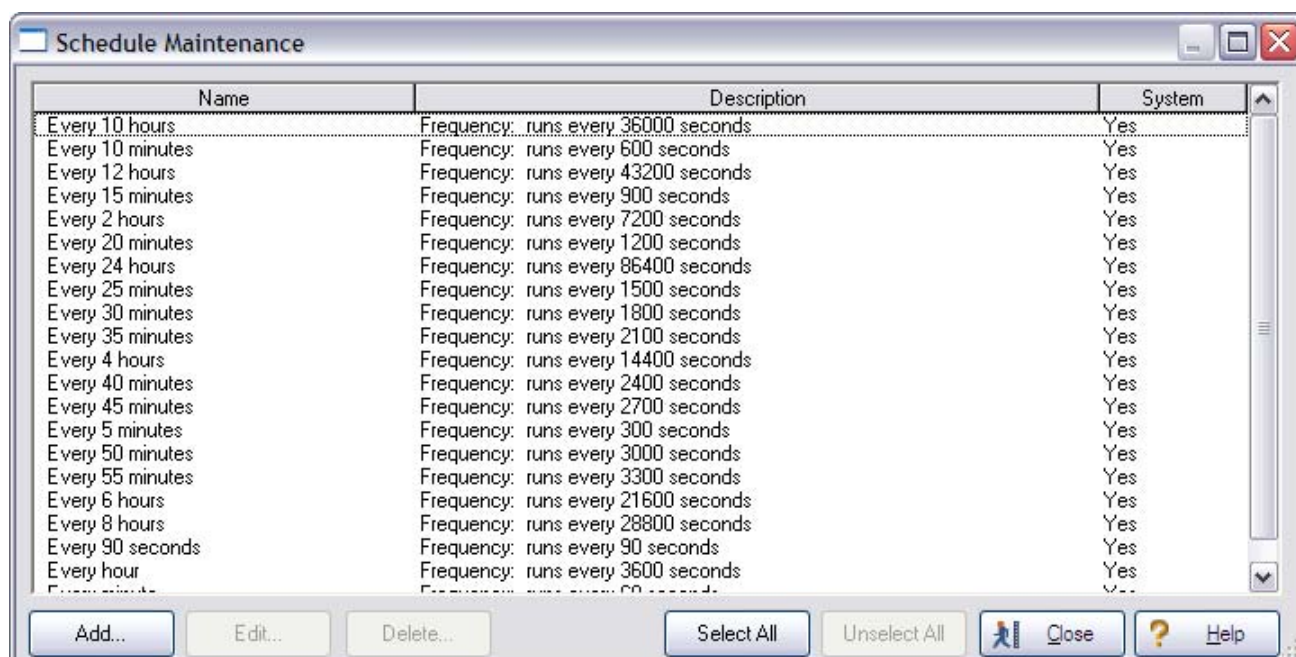 Schedule Maintenance
Name Description System
Every 10 hours Frequency: runs every 36000 seconds Yes
Every 10 minutes Frequency: runs every 600 seconds Yes
Every 12 hours Frequency: runs every 43200 seconds Yes
Every 15 minutes Frequency: runs every 900 seconds Yes
Every 2 hours Frequency: runs every 7200 seconds Yes
Every 20 minutes Frequency: runs every 1200 seconds Yes
Every 24 hours Frequency: runs every 86400 seconds Yes
Every 25 minutes Frequency: runs every 1500 seconds Yes
Every 30 minutes Frequency: runs every 1800 seconds Yes
Every 35 minutes Frequency: runs every 2100 seconds Yes
Every 4 hours Frequency: runs every 14400 seconds Yes
Every 40 minutes Frequency: runs every 2400 seconds Yes
Every 45 minutes Frequency: runs every 2700 seconds Yes
Every 5 minutes Frequency: runs every 300 seconds Yes
Every 50 minutes Frequency: runs every 3000 seconds Yes
Every 55 minutes Frequency: runs every 3300 seconds Yes
Every 6 hours Frequency: runs every 21600 seconds Yes
Every 8 hours Frequency: runs every 28800 seconds Yes
Every 90 seconds Frequency: runs every 90 seconds Yes
Every hour Frequency: runs every 3600 seconds Yes
Add... Edit... Delete... Select All Unselect All Close Help